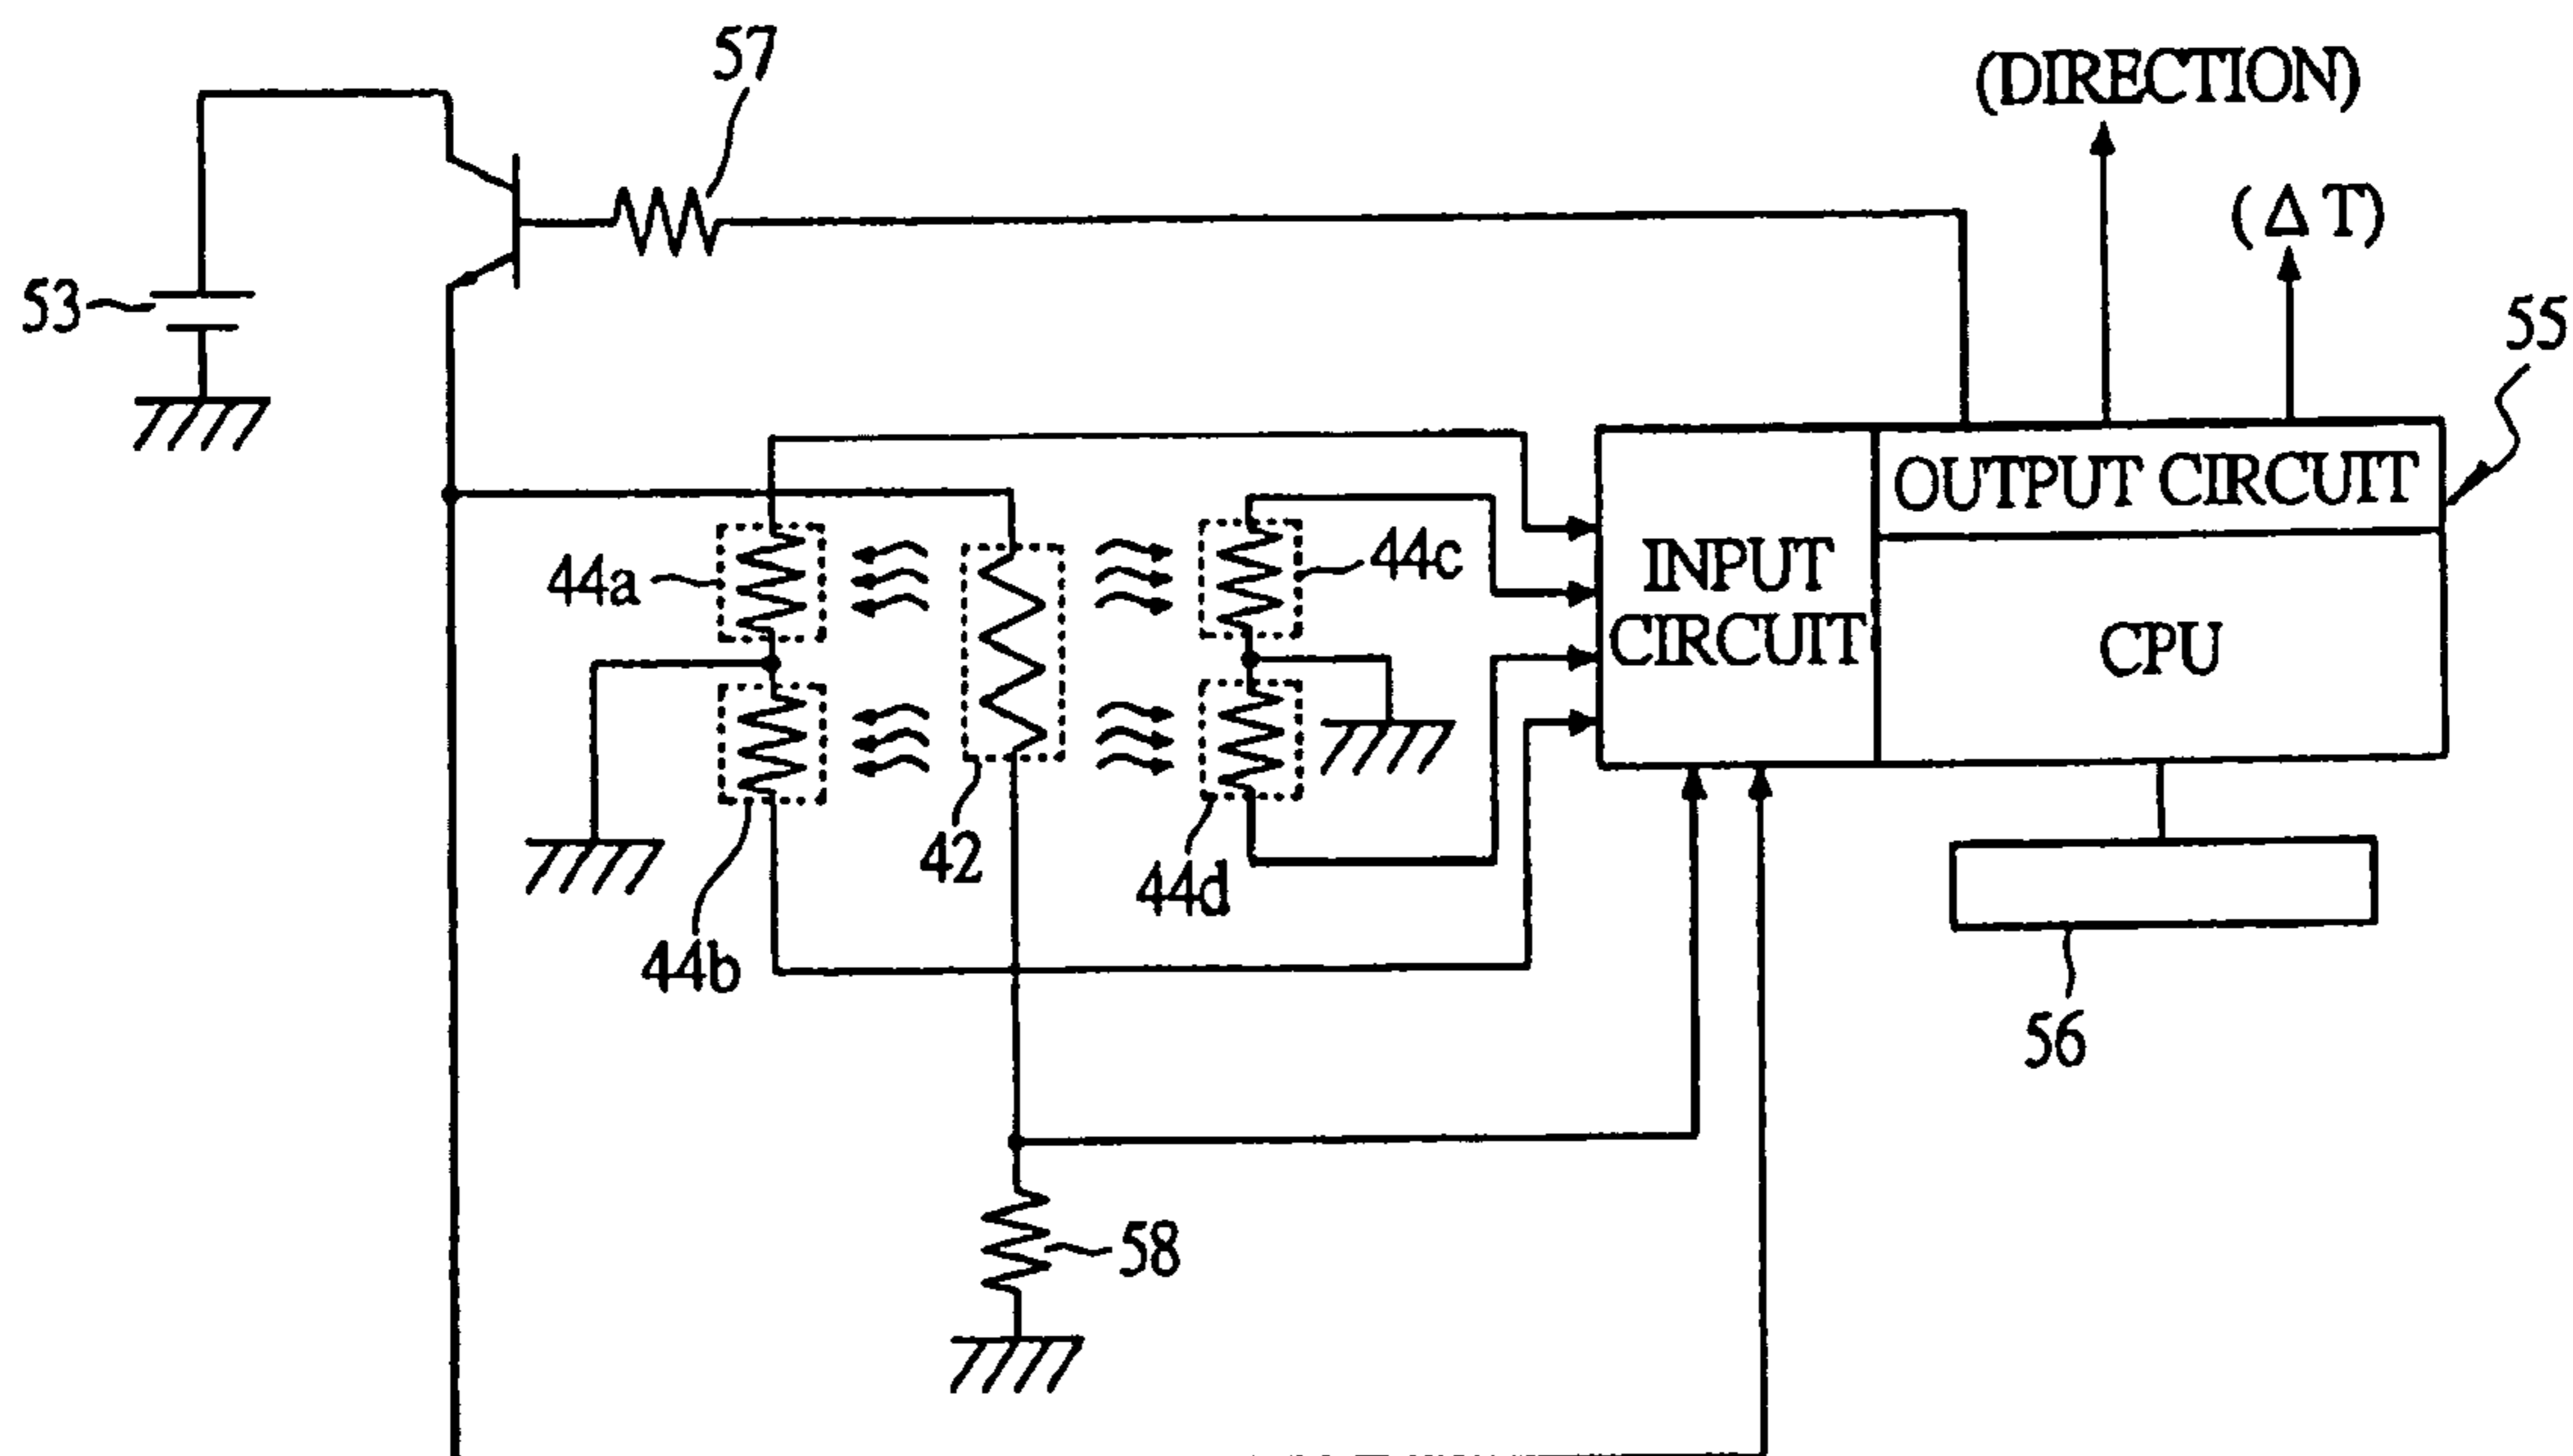 57
(DIRECTION)
(ΔT)
53
55
OUTPUT CIRCUIT
44a
44c
INPUT
CIRCUIT
CPU
42
44d
44b
56
58